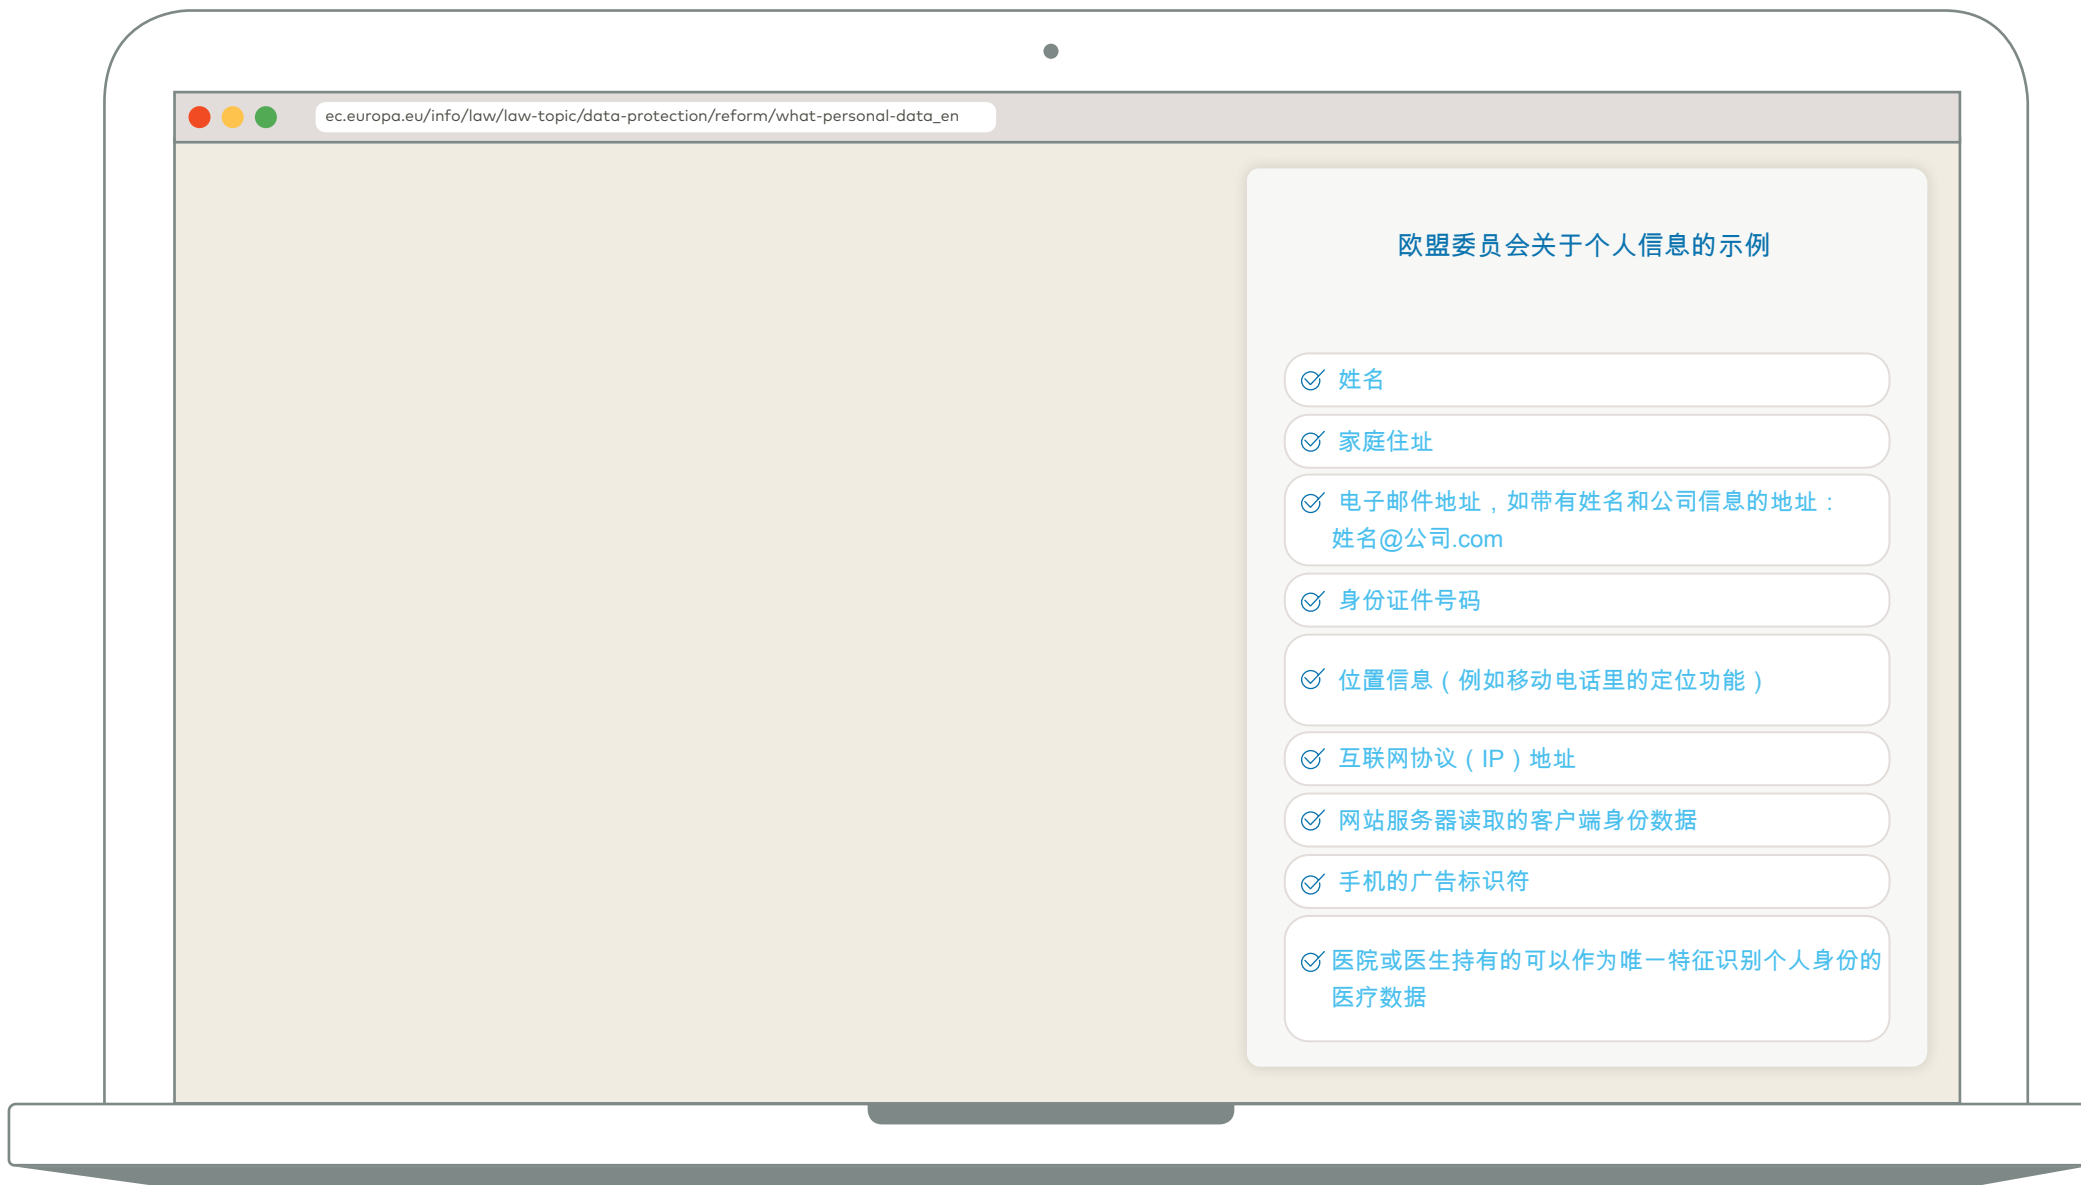 ec.europa.eu/info/law/law-topic/data-protection/reform/what-personal-data_en
欧盟委员会关于个人信息的示例
姓名
家庭住址
电子邮件地址，如带有姓名和公司信息的地址：
姓名@公司.com
身份证件号码
位置信息（例如移动电话里的定位功能）
互联网协议（IP）地址
网站服务器读取的客户端身份数据
手机的广告标识符
医院或医生持有的可以作为唯一特征识别个人身份的
医疗数据